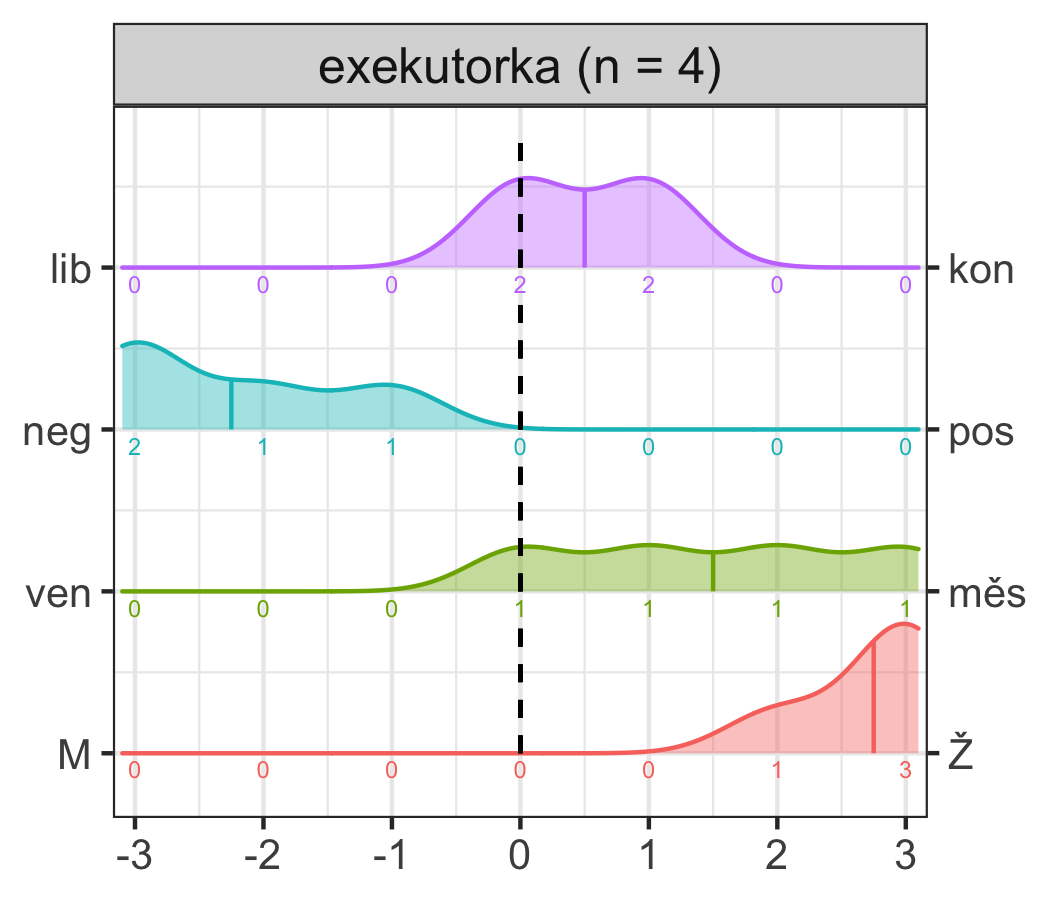 exekutorka (n = 4)
lib kon
0 0 0 2 2 0 0
neg pos
2 1 1 0 0 0 0
ven měs
0 0 0 1 1 1 1
M Ž
0 0 0 0 0 1 3
-3 -2 -1 0 1 2 3